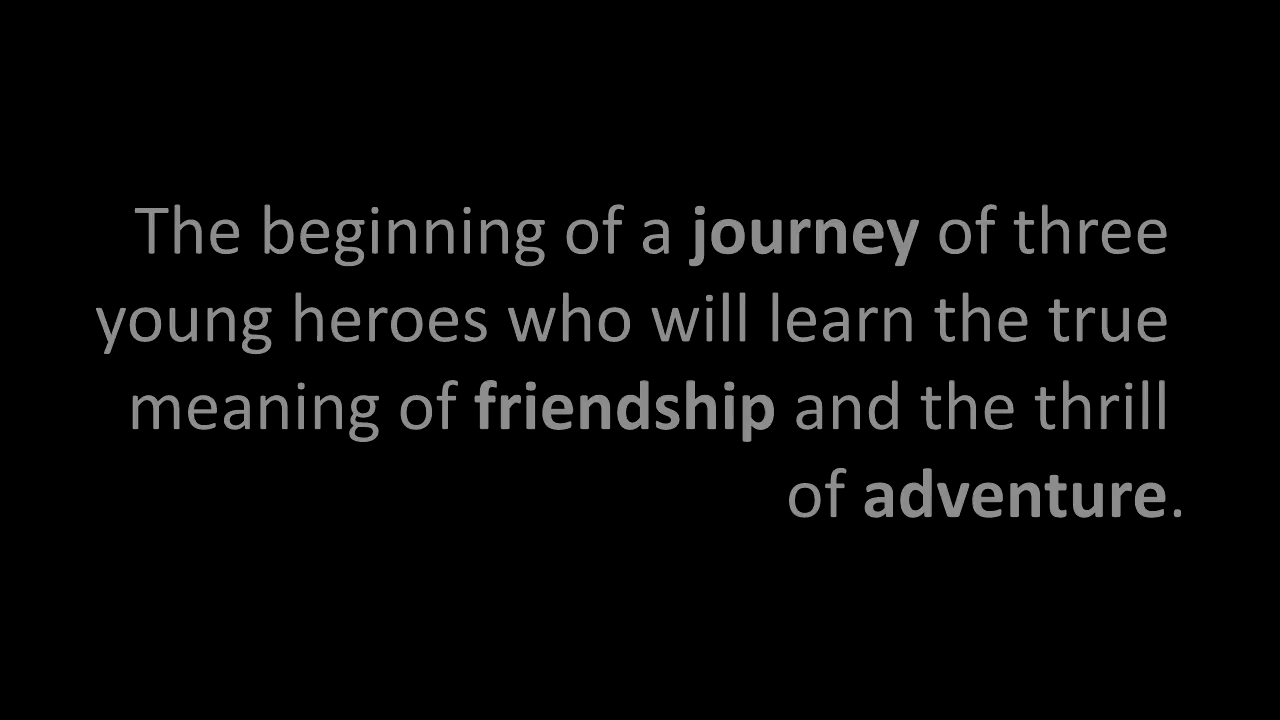 The beginning of a journey of three
young heroes who will learn the true
meaning of friendship and the thrill
of adventure.